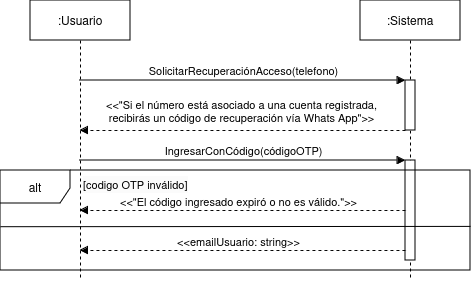 :Usuario
:Sistema
SolicitarRecuperaciónAcceso(telefono)
<<"Si el número está asociado a una cuenta registrada,
recibirás un código de recuperación vía Whats App">>
IngresarConCódigo(códigoOTP)
alt
[codigo OTP inválido]
<<"El código ingresado expiró o no es válido.">>
<<emailUsuario: string>>